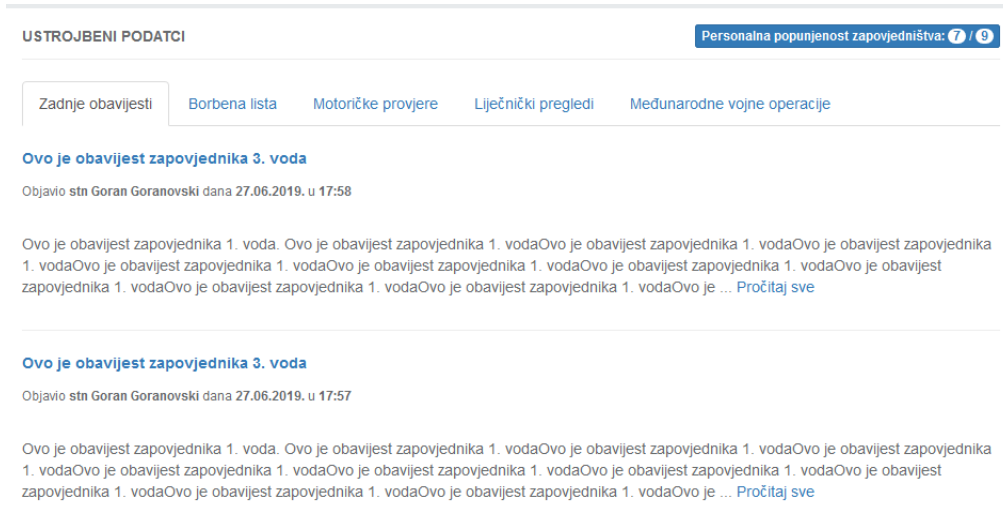 USTROJBENI PODATCI
Personalna popunjenost zapovjedništva: 7 / 9
Zadnje obavijesti Borbena lista Motoričke provjere Liječnički pregledi Međunarodne vojne operacije
Ovo je obavijest zapovjednika 3. voda
Objavio stn Goran Goranovski dana 27.06.2019. u 17:58
Ovo je obavijest zapovjednika 1. voda. Ovo je obavijest zapovjednika 1. vodaOvo je obavijest zapovjednika 1. vodaOvo je obavijest zapovjednika
1. vodaOvo je obavijest zapovjednika 1. vodaOvo je obavijest zapovjednika 1. vodaOvo je obavijest zapovjednika 1. vodaOvo je obavijest
zapovjednika 1. vodaOvo je obavijest zapovjednika 1. vodaOvo je obavijest zapovjednika 1. vodaOvo je ... Pročitaj sve
Ovo je obavijest zapovjednika 3. voda
Objavio stn Goran Goranovski dana 27.06.2019. u 17:57
Ovo je obavijest zapovjednika 1. voda. Ovo je obavijest zapovjednika 1. vodaOvo je obavijest zapovjednika 1. vodaOvo je obavijest zapovjednika
1. vodaOvo je obavijest zapovjednika 1. vodaOvo je obavijest zapovjednika 1. vodaOvo je obavijest zapovjednika 1. vodaOvo je obavijest
zapovjednika 1. vodaOvo je obavijest zapovjednika 1. vodaOvo je obavijest zapovjednika 1. vodaOvo je ... Pročitaj sve